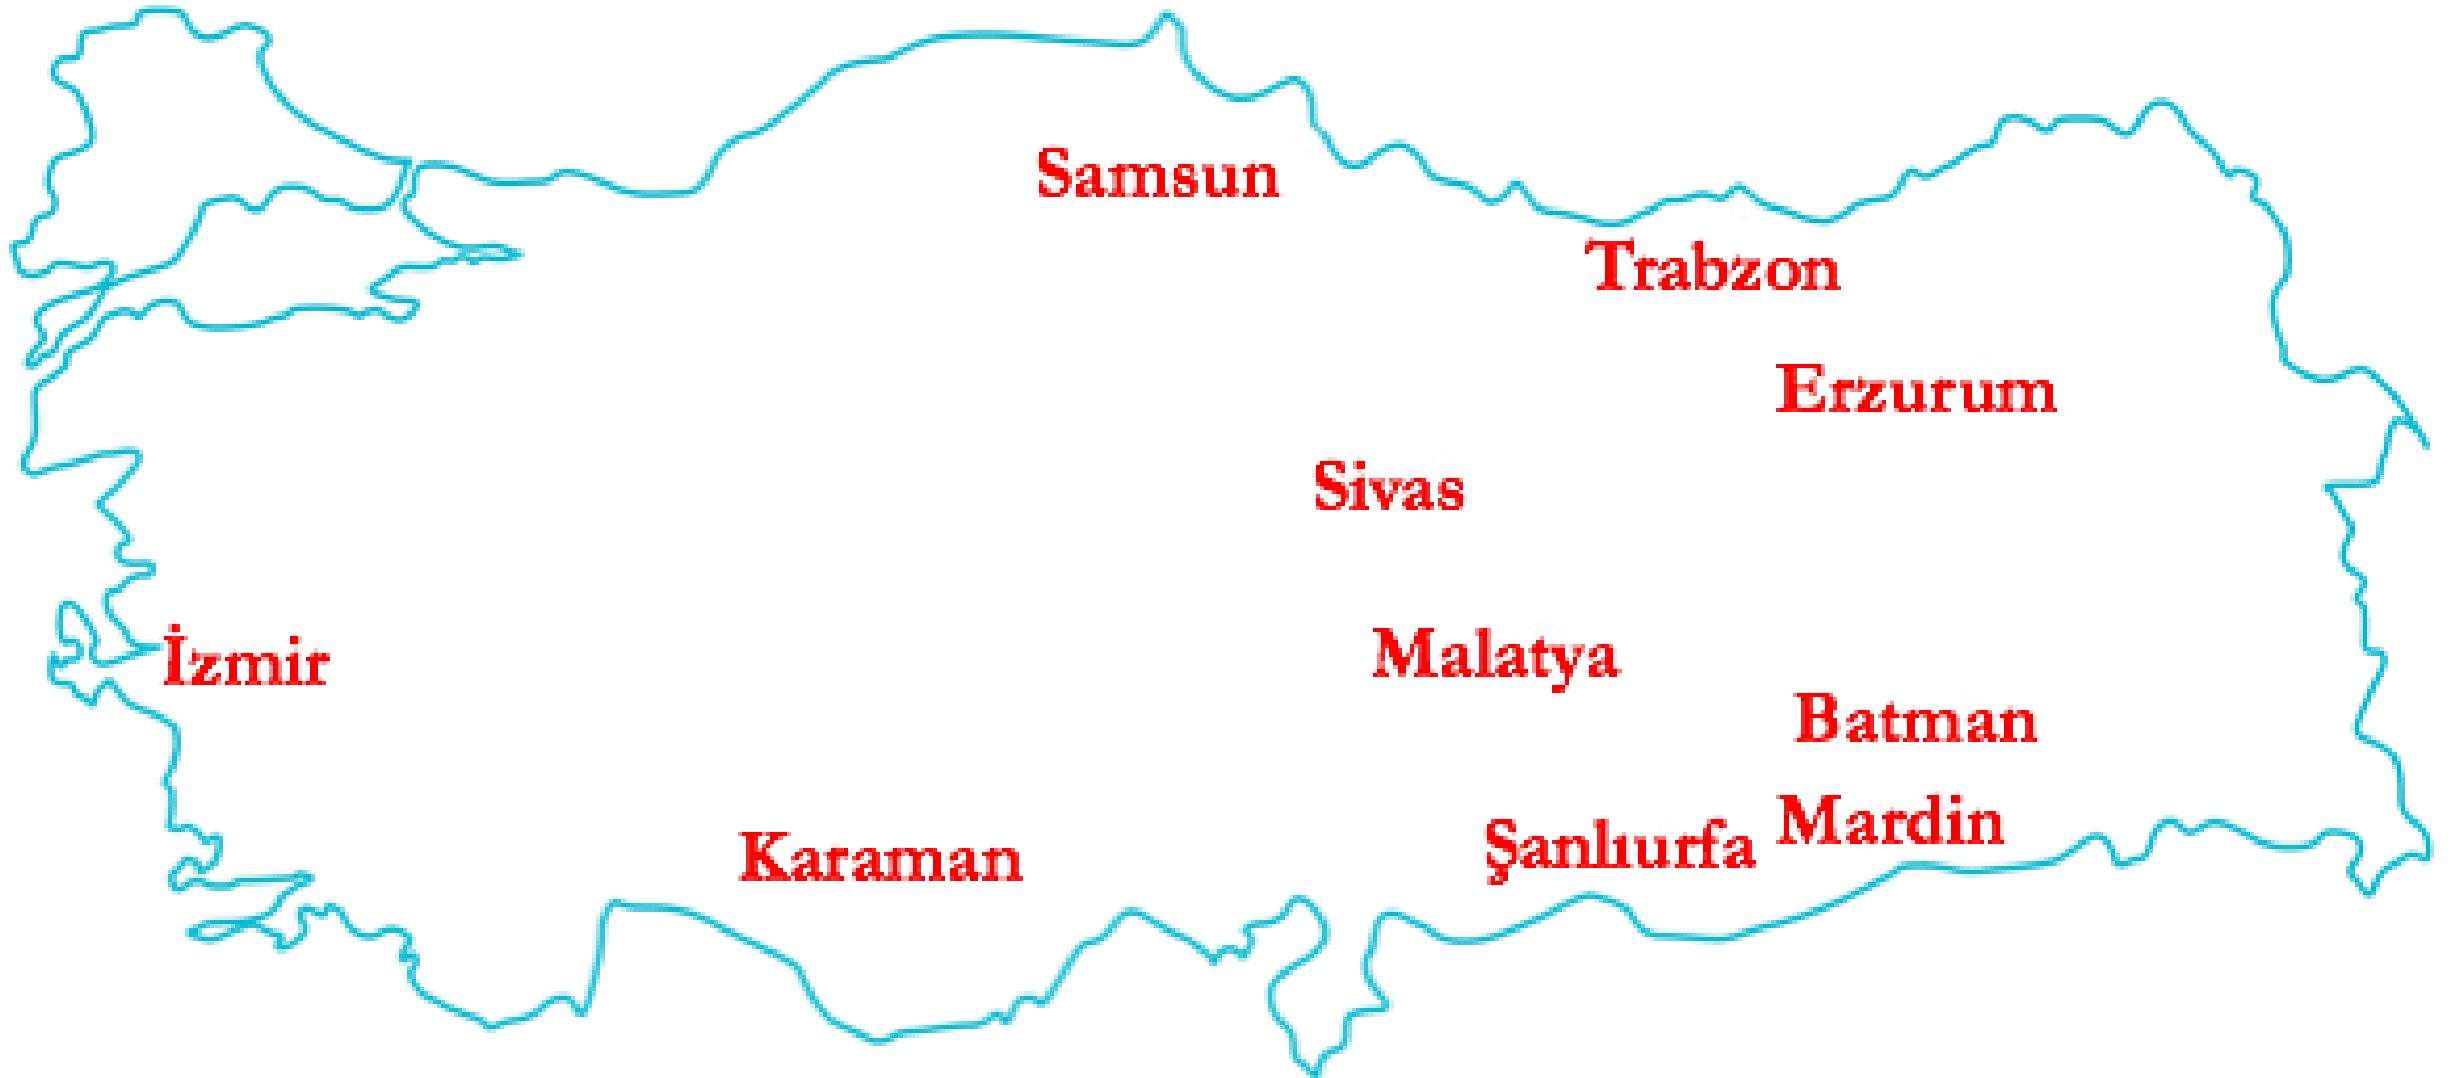 Samsun
Trabzon
Erzurum
Sivas
İzmir
Malatya
Batman
Mardin
Şanlıurfa
Karaman